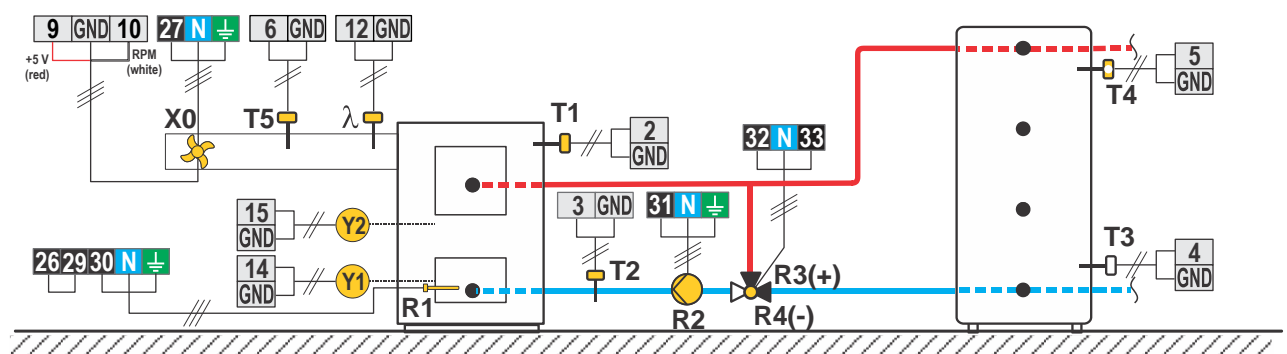 9 GND 10
27 N
6 GND
12 GND
+5 V
(red)
RPM
(white)
X0
T5
λ
T1
2
GND
32 N 33
5
GND
T4
15
GND
Y2
3 GND
31 N
26 29 30 N
14
GND
Y1
R1
T2
R2
R3(+)
R4(-)
T3
4
GND